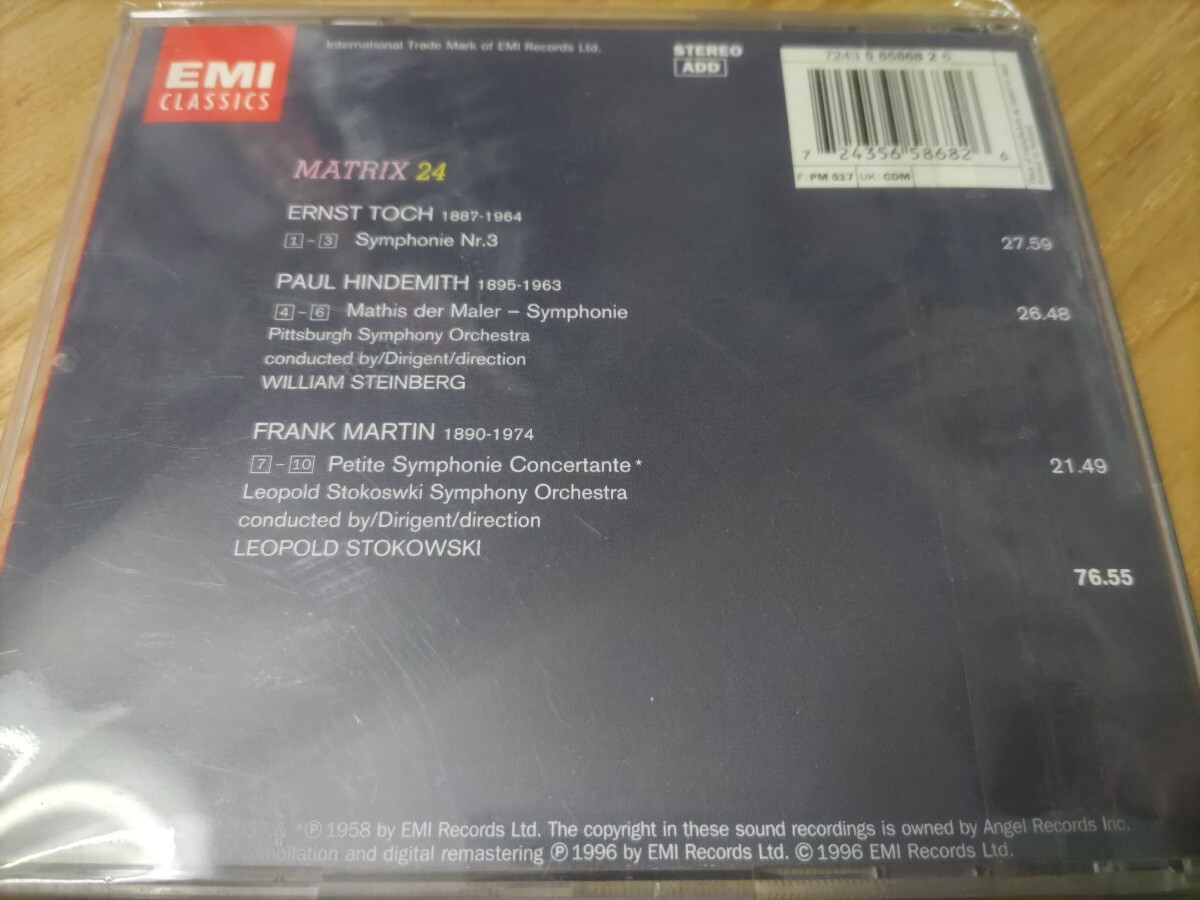 EMI
CLASSICS
International Trade Mark of EMI Records Ltd.
STEREO
ADD
7243 5 65868 2 6
7 24356 58682 6
F: PM 517 UK: CDM
MATRIX 24
ERNST TOCH 1887-1964
1 - 3 Symphonie Nr.3 27.59
PAUL HINDEMITH 1895-1963
4 - 6 Mathis der Maler – Symphonie 26.48
Pittsburgh Symphony Orchestra
conducted by/Dirigent/direction
WILLIAM STEINBERG
FRANK MARTIN 1890-1974
7 - 10 Petite Symphonie Concertante * 21.49
Leopold Stokoswki Symphony Orchestra
conducted by/Dirigent/direction
LEOPOLD STOKOWSKI
76.55
& *℗ 1958 by EMI Records Ltd. The copyright in these sound recordings is owned by Angel Records Inc.
compilation and digital remastering ℗ 1996 by EMI Records Ltd. © 1996 EMI Records Ltd.